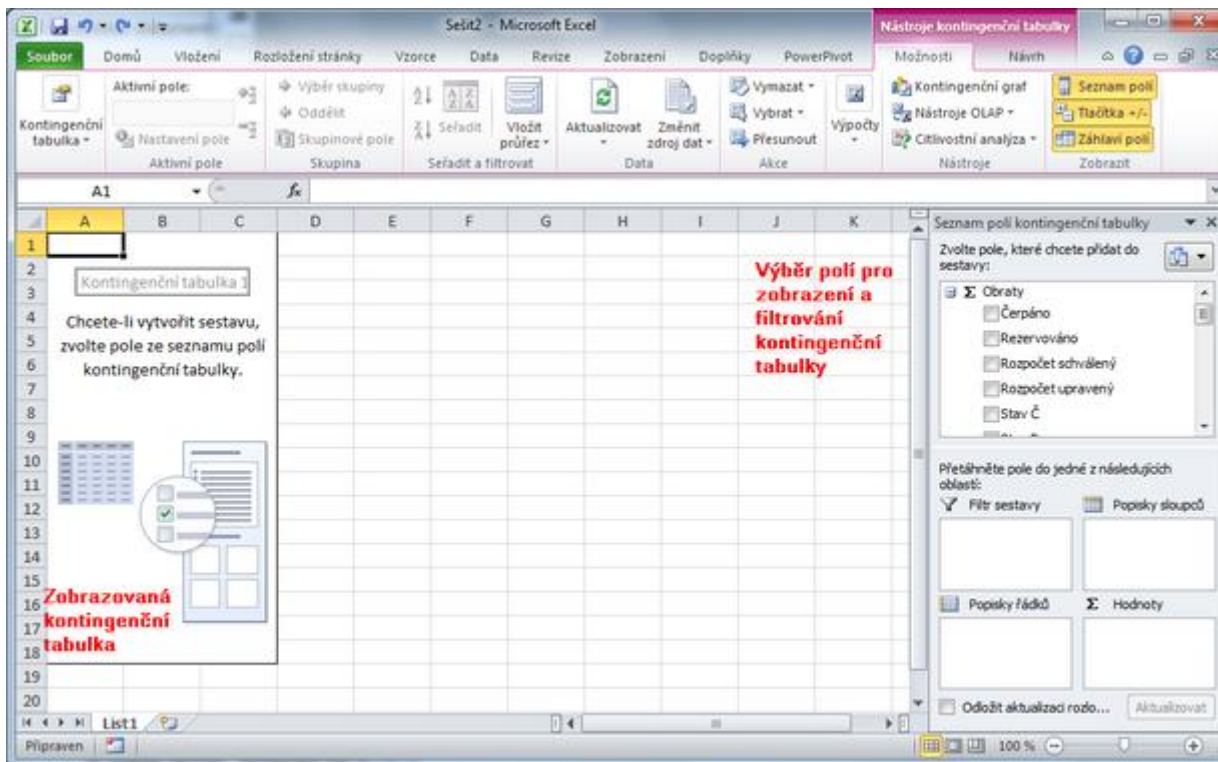 Sešit2 - Microsoft Excel
Nástroje kontingenční tabulky
Soubor Domů Vložení Rozložení stránky Vzorce Data Revize Zobrazení Doplňky PowerPivot Možnosti Návrh
Kontingenční tabulka
Aktivní pole:
Nastavení pole
Aktivní pole
Výběr skupiny
Oddělit
Skupinové
Skupina
Seřadit
Vložit průřez
Seřadit a filtrovat
Aktualizovat
Změnit zdroj dat
Data
Vymazat
Vybrat
Přesunout
Akce
Výpočty
Kontingenční graf
Nástroje OLAP
Citlivostní analýza
Nástroje
Seznam polí
Tlačítka +/-
Záhlaví polí
Zobrazit
A1 fx
A B C D E F G H I J K
1
2
3
4
5
6
7
8
9
10
11
12
13
14
15
16
17
18
19
20
Kontingenční tabulka 1
Chcete-li vytvořit sestavu,
zvolte pole ze seznamu polí
kontingenční tabulky.
Zobrazovaná
kontingenční
tabulka
Výběr polí pro
zobrazení a
filtrování
kontingenční
tabulky
Seznam polí kontingenční tabulky
Zvolte pole, které chcete přidat do
sestavy:
Σ Obraty
Čerpáno
Rezervováno
Rozpočet schválený
Rozpočet upravený
Stav Č
Přetáhněte pole do jedné z následujících
oblastí:
Filtr sestavy Popisky sloupců
Popisky řádků Σ Hodnoty
Odložit aktualizaci rozlo... Aktualizovat
List1
Připraven 100 %